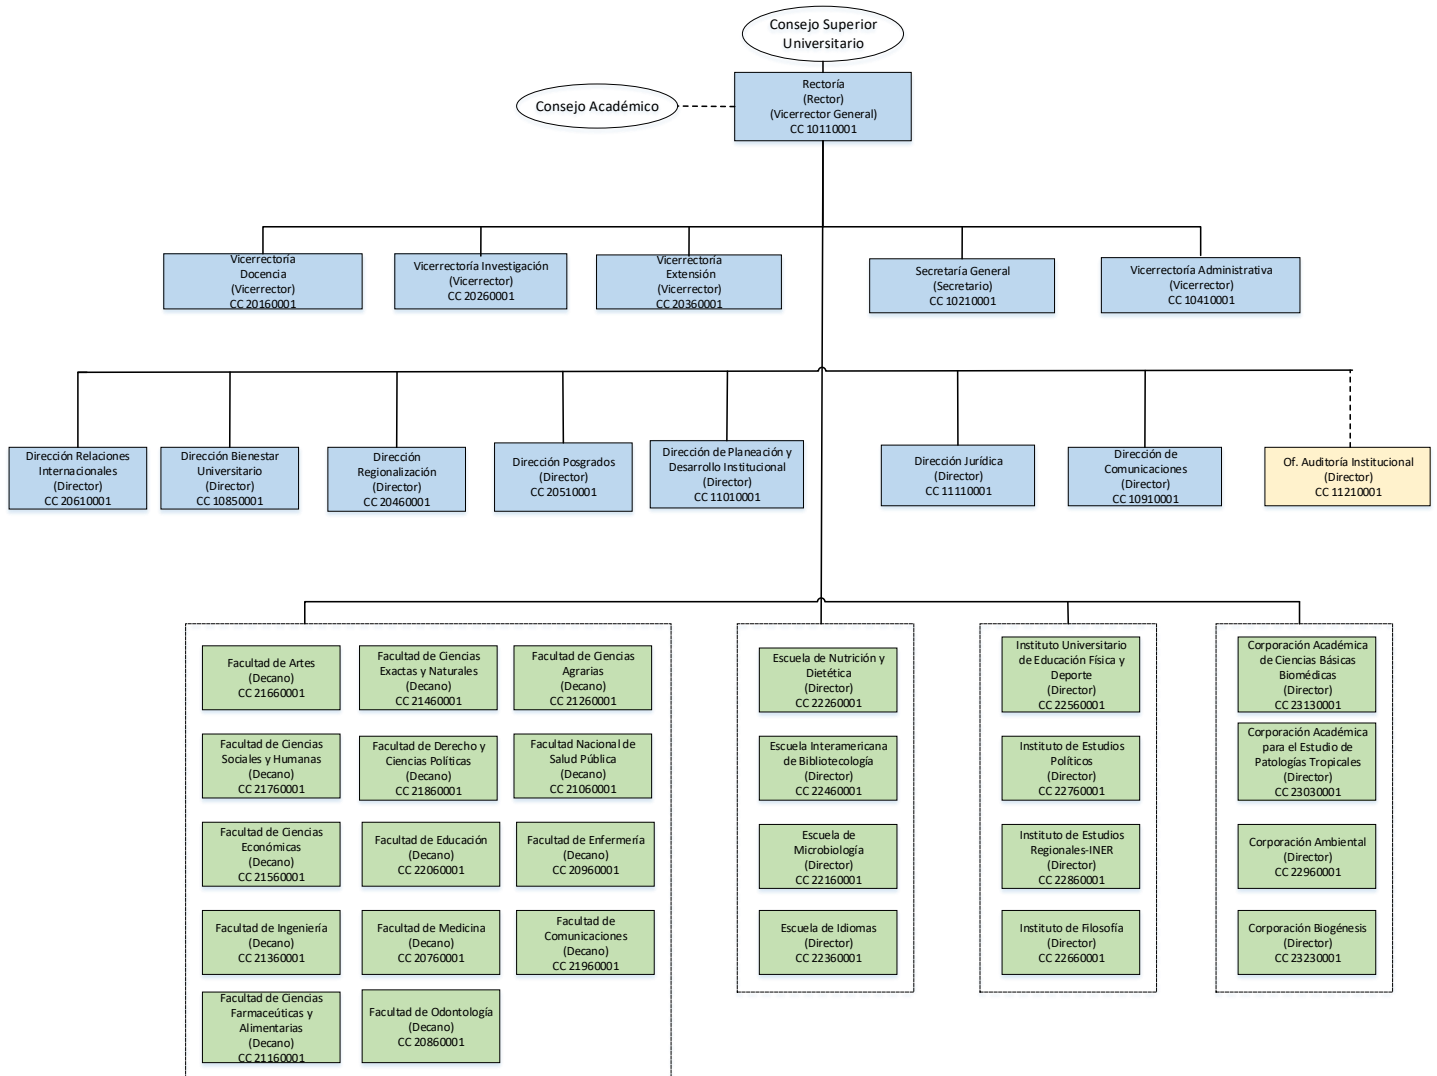 Consejo Superior
Universitario
Rectoría
(Rector)
(Vicerrector General)
CC 10110001
Consejo Académico
Vicerrectoría
Docencia
(Vicerrector)
CC 20160001
Vicerrectoría Investigación
(Vicerrector)
CC 20260001
Vicerrectoría
Extensión
(Vicerrector)
CC 20360001
Secretaría General
(Secretario)
CC 10210001
Vicerrectoría Administrativa
(Vicerrector)
CC 10410001
Dirección Relaciones
Internacionales
(Director)
CC 20610001
Dirección Bienestar
Universitario
(Director)
CC 10850001
Dirección
Regionalización
(Director)
CC 20460001
Dirección Posgrados
(Director)
CC 20510001
Dirección de Planeación y
Desarrollo Institucional
(Director)
CC 11010001
Dirección Jurídica
(Director)
CC 11110001
Dirección de
Comunicaciones
(Director)
CC 10910001
Of. Auditoría Institucional
(Director)
CC 11210001
Facultad de Artes
(Decano)
CC 21660001
Facultad de Ciencias
Exactas y Naturales
(Decano)
CC 21460001
Facultad de Ciencias
Agrarias
(Decano)
CC 21260001
Facultad de Ciencias
Sociales y Humanas
(Decano)
CC 21760001
Facultad de Derecho y
Ciencias Políticas
(Decano)
CC 21860001
Facultad Nacional de
Salud Pública
(Decano)
CC 21060001
Facultad de Ciencias
Económicas
(Decano)
CC 21560001
Facultad de Educación
(Decano)
CC 22060001
Facultad de Enfermería
(Decano)
CC 20960001
Facultad de Ingeniería
(Decano)
CC 21360001
Facultad de Medicina
(Decano)
CC 20760001
Facultad de
Comunicaciones
(Decano)
CC 21960001
Facultad de Ciencias
Farmaceúticas y
Alimentarias
(Decano)
CC 21160001
Facultad de Odontología
(Decano)
CC 20860001
Escuela de Nutrición y
Dietética
(Director)
CC 22260001
Escuela Interamericana
de Bibliotecología
(Director)
CC 22460001
Escuela de
Microbiología
(Director)
CC 22160001
Escuela de Idiomas
(Director)
CC 22360001
Instituto Universitario
de Educación Física y
Deporte
(Director)
CC 22560001
Instituto de Estudios
Políticos
(Director)
CC 22760001
Instituto de Estudios
Regionales-INER
(Director)
CC 22860001
Instituto de Filosofía
(Director)
CC 22660001
Corporación Académica
de Ciencias Básicas
Biomédicas
(Director)
CC 23130001
Corporación Académica
para el Estudio de
Patologías Tropicales
(Director)
CC 23030001
Corporación Ambiental
(Director)
CC 22960001
Corporación Biogénesis
(Director)
CC 23230001